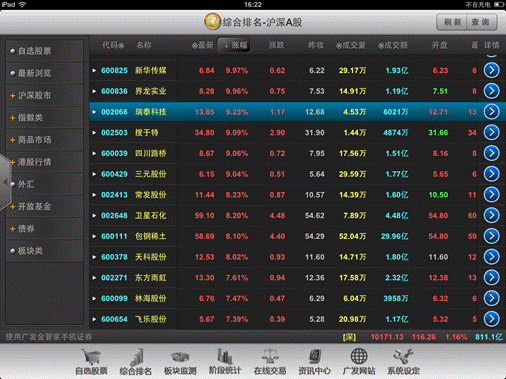 iPad 16:22 不在充电
综合排名-沪深A股 刷新 查询
代码 名称 最新 ↓涨幅 涨跌 昨收 成交量 成交额 开盘 详情
自选股票
最新浏览
沪深股市
指数类
商品市场
港股行情
外汇
开放基金
债券
板块类
600825 新华传媒 6.84 9.97% 0.62 6.22 29.17万 1.93亿 6.23 6
600836 界龙实业 8.28 9.96% 0.75 7.53 14.91万 1.19亿 7.51 8
002066 瑞泰科技 13.85 9.23% 1.17 12.68 4.53万 6021万 12.71 13
002503 搜于特 34.80 9.09% 2.90 31.90 1.44万 4874万 31.66 34
600039 四川路桥 8.67 9.06% 0.72 7.95 17.56万 1.51亿 8.16 8
600429 三元股份 6.15 9.04% 0.51 5.64 29.59万 1.77亿 5.65 6
002413 常发股份 11.44 8.23% 0.87 10.57 14.39万 1.60亿 10.50 11
002648 卫星石化 59.10 8.20% 4.48 54.62 7.89万 4.48亿 54.80 60
600111 包钢稀土 58.69 8.10% 4.40 54.29 52.04万 29.96亿 54.80 59
600378 天科股份 12.53 8.02% 0.93 11.60 14.71万 1.80亿 11.60 12
002271 东方雨虹 13.30 7.61% 0.94 12.36 17.58万 2.32亿 12.38 13
600099 林海股份 6.76 7.47% 0.47 6.29 6.04万 3958万 6.32 6
600654 飞乐股份 5.67 7.39% 0.39 5.28 20.98万 1.17亿 5.32 5
使用广发金管家手机证券 [深] 10171.13 116.26 1.16% 811.1亿
自选股票 综合排名 板块监测 阶段统计 在线交易 资讯中心 广发网站 系统设定